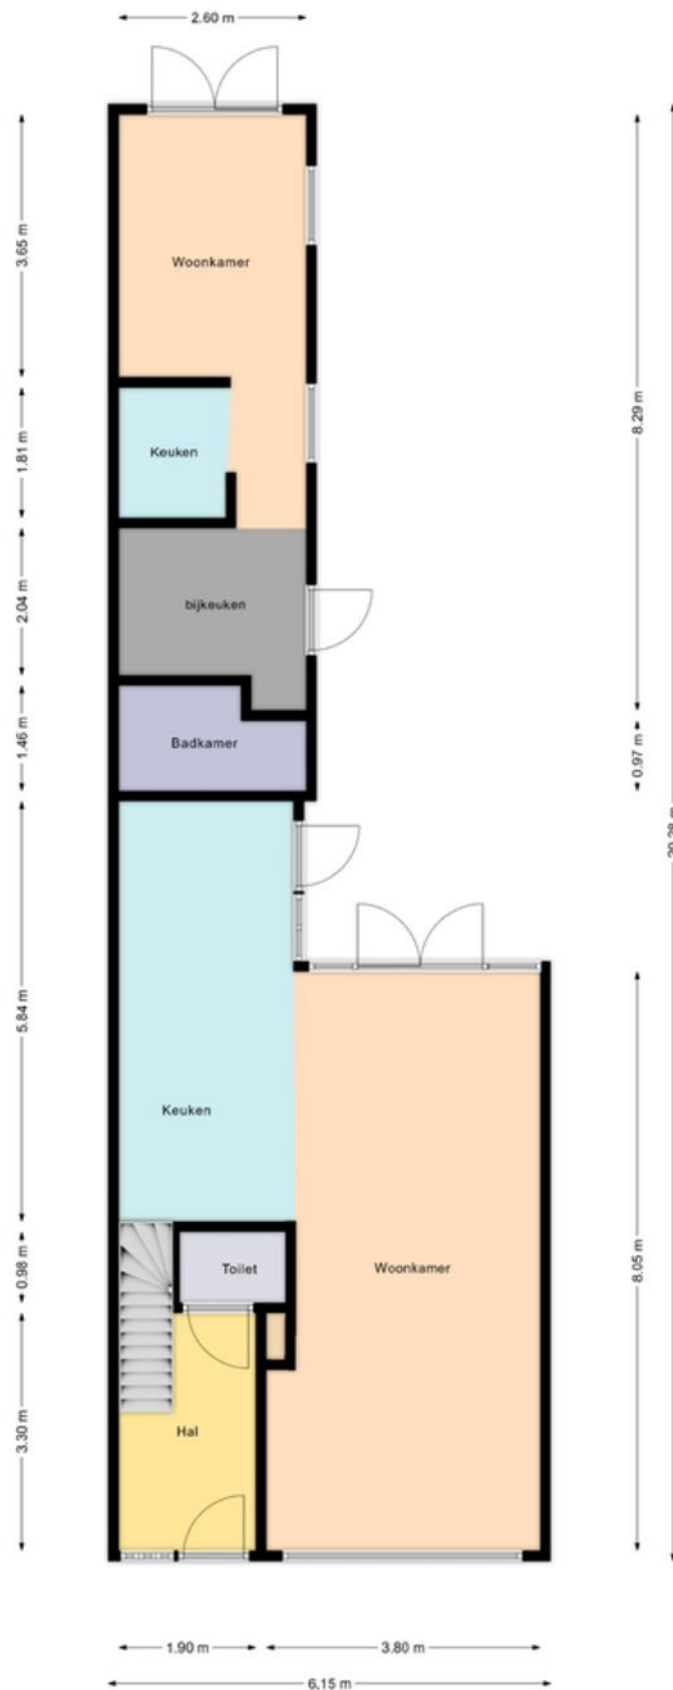 2.60 m
3.65 m
Woonkamer
1.81 m
Keuken
8.29 m
2.04 m
bijkeuken
1.46 m
Badkamer
0.97 m
5.84 m
Keuken
0.98 m
Toilet
Woonkamer
8.05 m
3.30 m
Hal
1.90 m
3.80 m
6.15 m